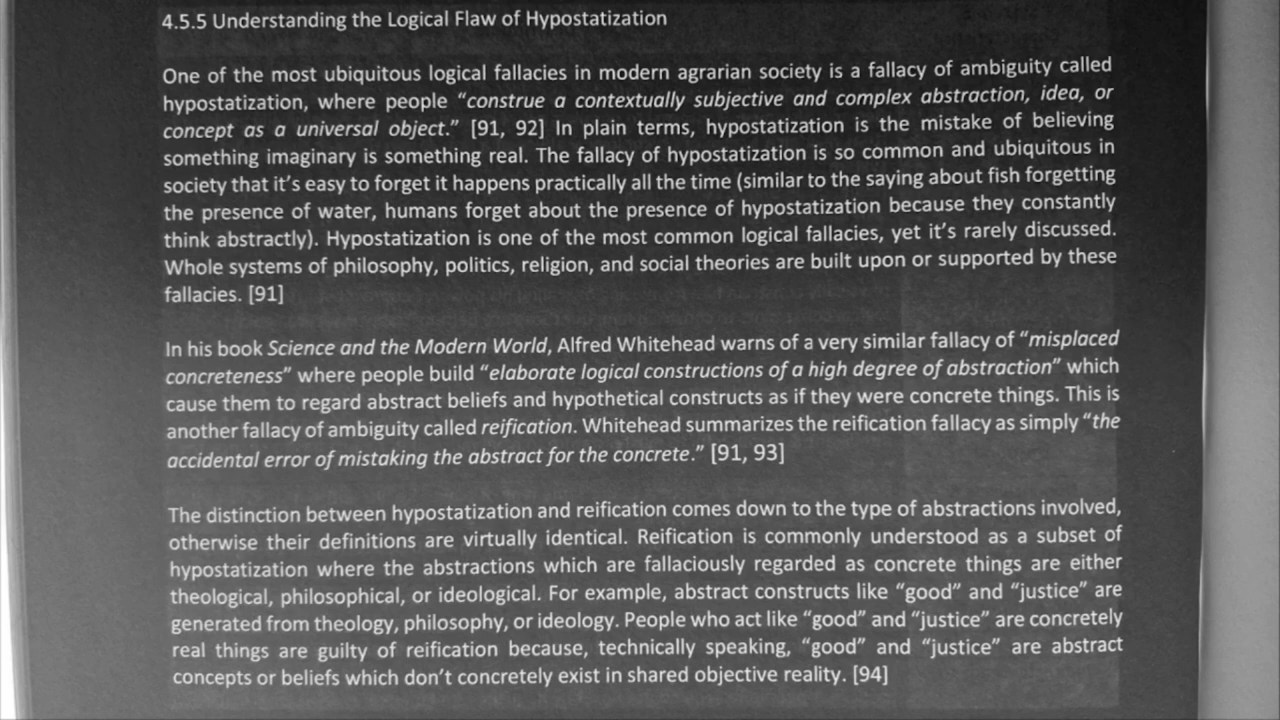 4.5.5 Understanding the Logical Flaw of Hypostatization
One of the most ubiquitous logical fallacies in modern agrarian society is a fallacy of ambiguity called
hypostatization, where people “construe a contextually subjective and complex abstraction, idea, or
concept as a universal object.” [91, 92] In plain terms, hypostatization is the mistake of believing
something imaginary is something real. The fallacy of hypostatization is so common and ubiquitous in
society that it’s easy to forget it happens practically all the time (similar to the saying about fish forgetting
the presence of water, humans forget about the presence of hypostatization because they constantly
think abstractly). Hypostatization is one of the most common logical fallacies, yet it’s rarely discussed.
Whole systems of philosophy, politics, religion, and social theories are built upon or supported by these
fallacies. [91]
In his book Science and the Modern World, Alfred Whitehead warns of a very similar fallacy of “misplaced
concreteness” where people build “elaborate logical constructions of a high degree of abstraction” which
cause them to regard abstract beliefs and hypothetical constructs as if they were concrete things. This is
another fallacy of ambiguity called reification. Whitehead summarizes the reification fallacy as simply “the
accidental error of mistaking the abstract for the concrete.” [91, 93]
The distinction between hypostatization and reification comes down to the type of abstractions involved,
otherwise their definitions are virtually identical. Reification is commonly understood as a subset of
hypostatization where the abstractions which are fallaciously regarded as concrete things are either
theological, philosophical, or ideological. For example, abstract constructs like “good” and “justice” are
generated from theology, philosophy, or ideology. People who act like “good” and “justice” are concretely
real things are guilty of reification because, technically speaking, “good” and “justice” are abstract
concepts or beliefs which don’t concretely exist in shared objective reality. [94]